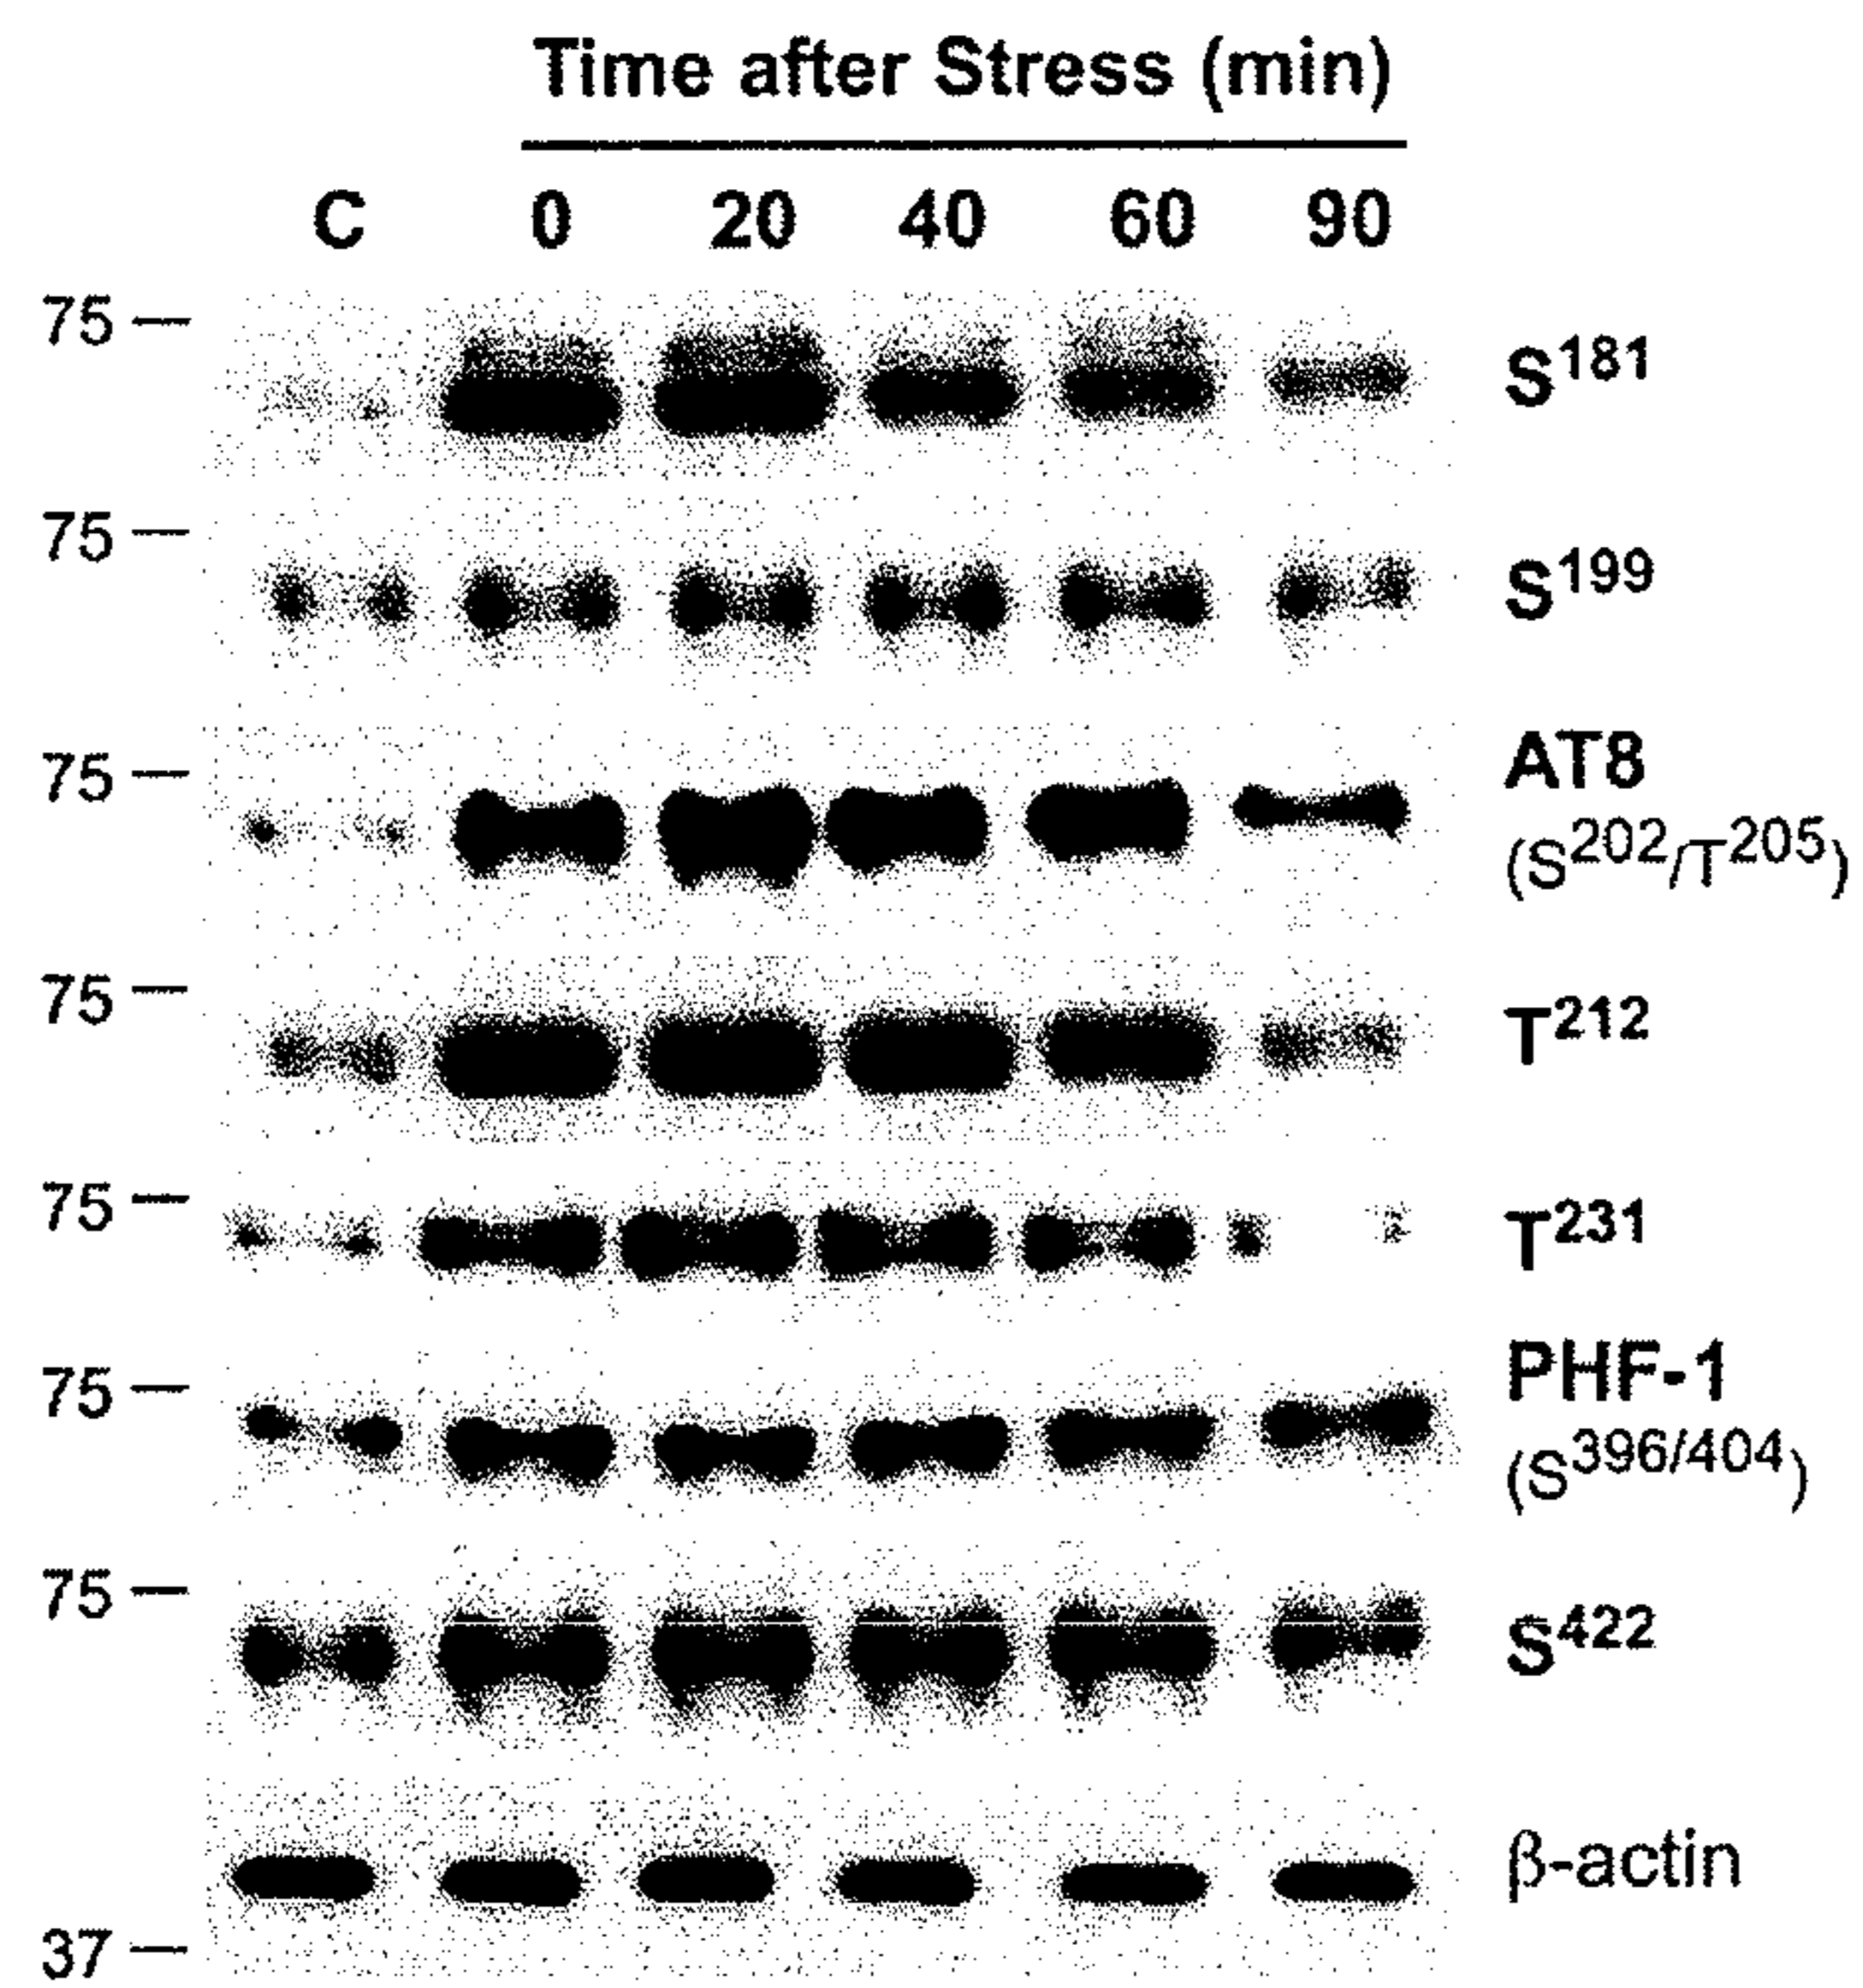 Time after Stress (min)
C 0 20 40 60 90
75 S181
75 S199
75 AT8
(S202/T205)
75 T212
75 T231
75 PHF-1
(S396/404)
75 S422
β-actin
37